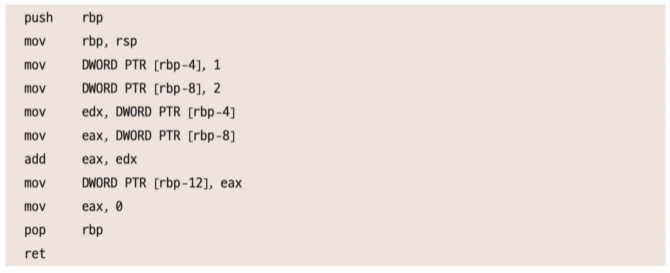 push rbp
mov rbp, rsp
mov DWORD PTR [rbp-4], 1
mov DWORD PTR [rbp-8], 2
mov edx, DWORD PTR [rbp-4]
mov eax, DWORD PTR [rbp-8]
add eax, edx
mov DWORD PTR [rbp-12], eax
mov eax, 0
pop rbp
ret